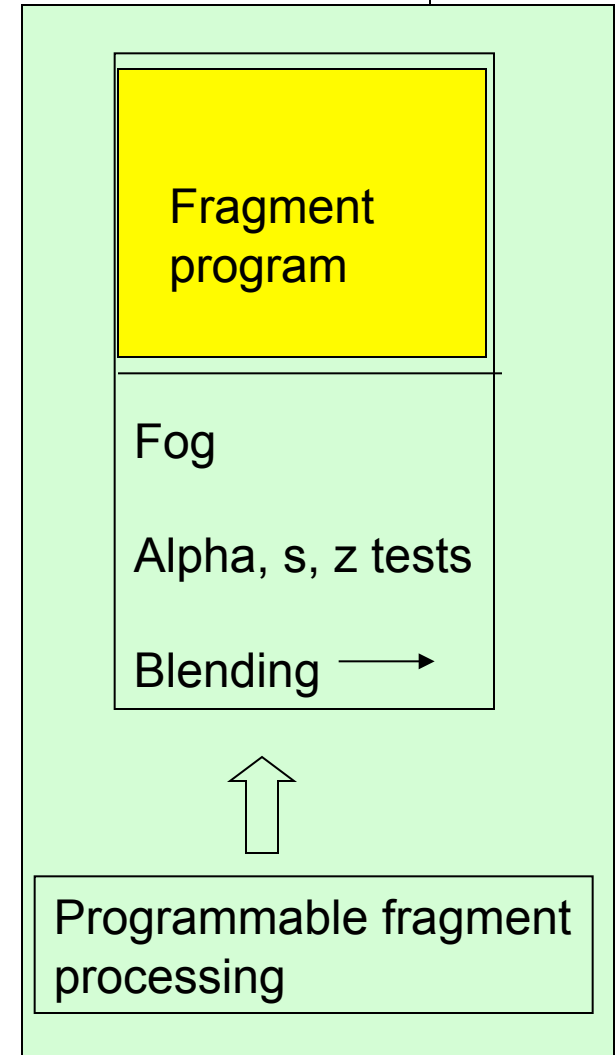 Fragment
program
Fog
Alpha, s, z tests
Blending
Programmable fragment
processing